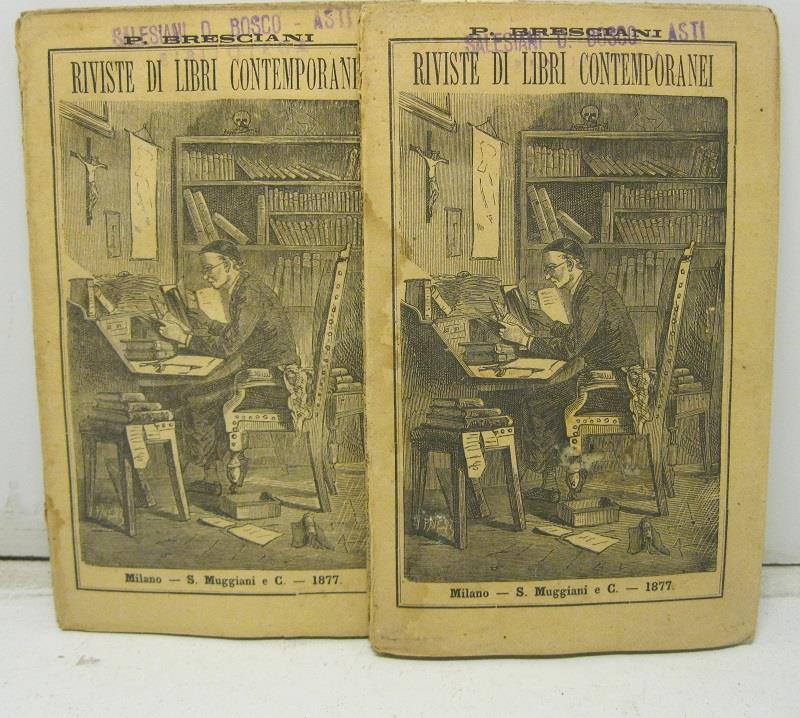 SALESIANI D. BOSCO - ASTI
P. BRESCIANI
RIVISTE DI LIBRI CONTEMPORANEI
Milano — S. Muggiani e C. — 1877.
SALESIANI D. BOSCO ASTI
P. BRESCIANI
RIVISTE DI LIBRI CONTEMPORANEI
Milano — S. Muggiani e C. — 1877.